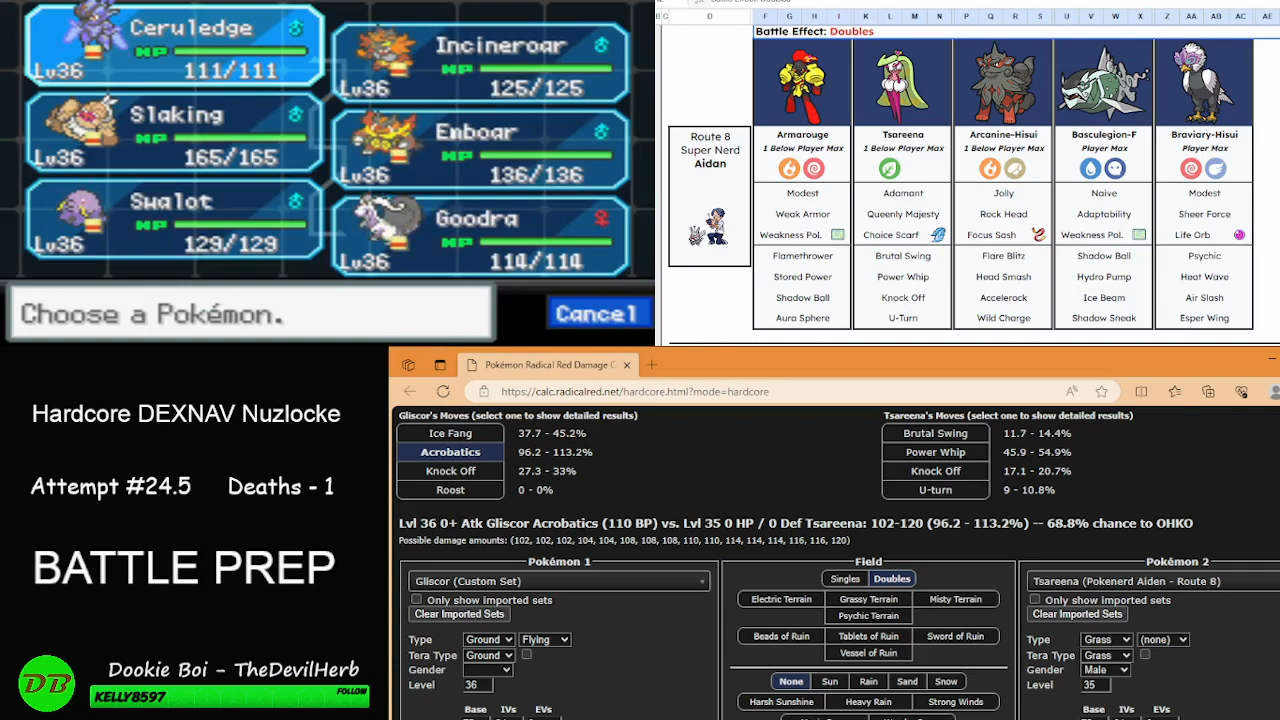 Ceruledge
HP
Lv36 111/111
Slaking
HP
Lv36 165/165
Swalot
HP
Lv36 129/129
Incineroar
HP
Lv36 125/125
Emboar
HP
Lv36 136/136
Goodra
HP
Lv36 114/114
Choose a Pokémon.
Cancel
D F G H I J K L M N O P Q R S T U V W X Y Z AA AB AC AE
Battle Effect: Doubles
Route 8
Super Nerd
Aidan
Armarouge Tsareena Arcanine-Hisui Basculegion-F Braviary-Hisui
1 Below Player Max 1 Below Player Max 1 Below Player Max Player Max Player Max
Modest Adamant Jolly Naive Modest
Weak Armor Queenly Majesty Rock Head Adaptability Sheer Force
Weakness Pol. Choice Scarf Focus Sash Weakness Pol. Life Orb
Flamethrower Brutal Swing Flare Blitz Shadow Ball Psychic
Stored Power Power Whip Head Smash Hydro Pump Heat Wave
Shadow Ball Knock Off Accelerock Ice Beam Air Slash
Aura Sphere U-Turn Wild Charge Shadow Sneak Esper Wing
Hardcore DEXNAV Nuzlocke
Attempt #24.5 Deaths - 1
BATTLE PREP
Dookie Boi - TheDevilHerb
DB
KELLY8597 FOLLOW
Pokémon Radical Red Damage C
https://calc.radicalred.net/hardcore.html?mode=hardcore
Gliscor's Moves (select one to show detailed results) Tsareena's Moves (select one to show detailed results)
Ice Fang 37.7 - 45.2% Brutal Swing 11.7 - 14.4%
Acrobatics 96.2 - 113.2% Power Whip 45.9 - 54.9%
Knock Off 27.3 - 33% Knock Off 17.1 - 20.7%
Roost 0 - 0% U-turn 9 - 10.8%
Lvl 36 0+ Atk Gliscor Acrobatics (110 BP) vs. Lvl 35 0 HP / 0 Def Tsareena: 102-120 (96.2 - 113.2%) -- 68.8% chance to OHKO
Possible damage amounts: (102, 102, 102, 104, 104, 108, 108, 108, 110, 110, 114, 114, 114, 116, 116, 120)
Pokémon 1 Field Pokémon 2
Gliscor (Custom Set) Singles Doubles Tsareena (Pokenerd Aiden - Route 8)
Only show imported sets Electric Terrain Grassy Terrain Misty Terrain Only show imported sets
Clear Imported Sets Psychic Terrain Clear Imported Sets
Type Ground Flying Beads of Ruin Tablets of Ruin Sword of Ruin Type Grass (none)
Tera Type Ground Vessel of Ruin Tera Type Grass
Gender Gender Male
Level 36 None Sun Rain Sand Snow Level 35
Harsh Sunshine Heavy Rain Strong Winds
Base IVs EVs Base IVs EVs